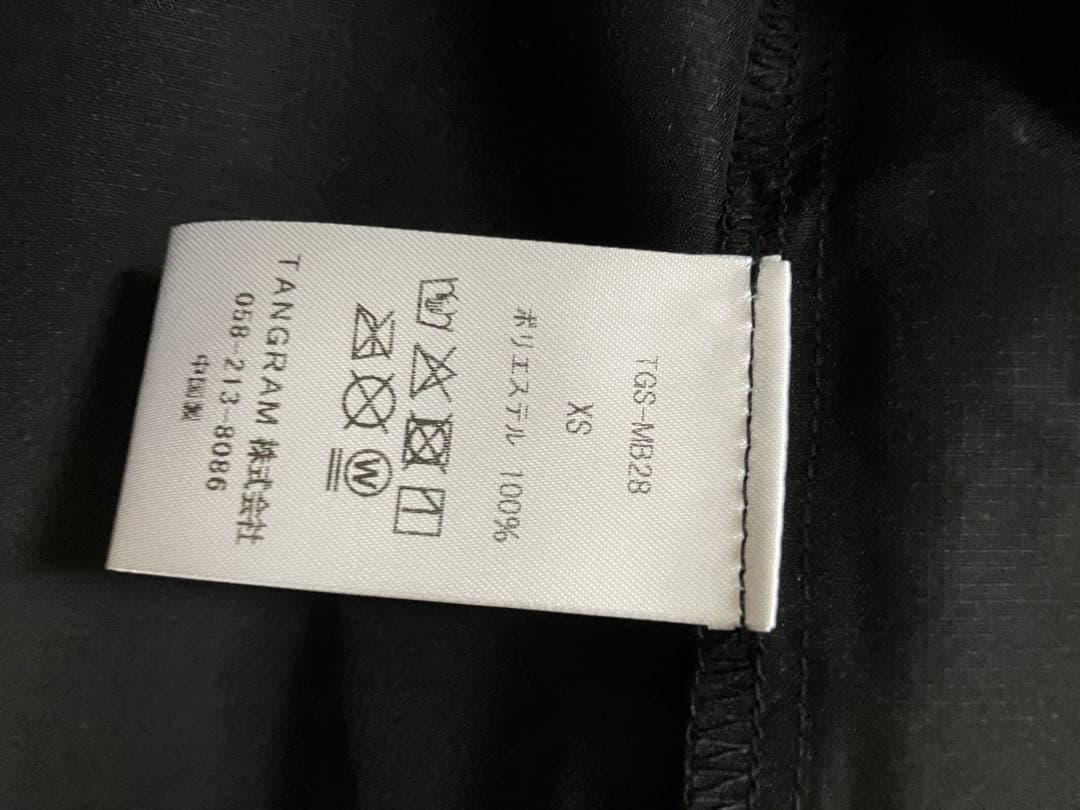 TGS-MB28
XS
ポリエステル 100%
W
TANGRAM 株式会社
058-213-8086
中国製